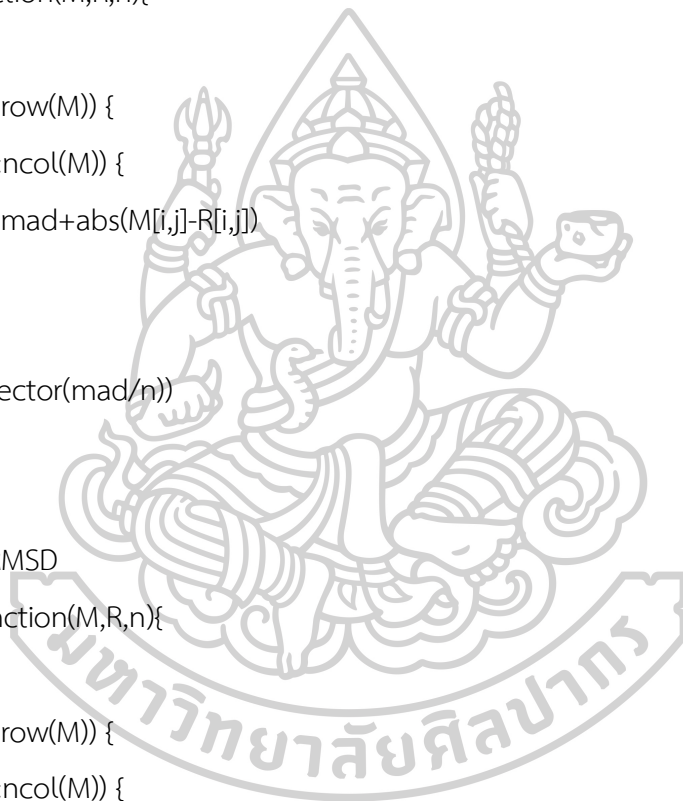 ction(M,R,n){
row(M)) {
ncol(M)) {
mad+abs(M[i,j]-R[i,j])
ector(mad/n))
MSD
nction(M,R,n){
row(M)) {
ncol(M)) {
มหาวิทยาลัยศิลปากร